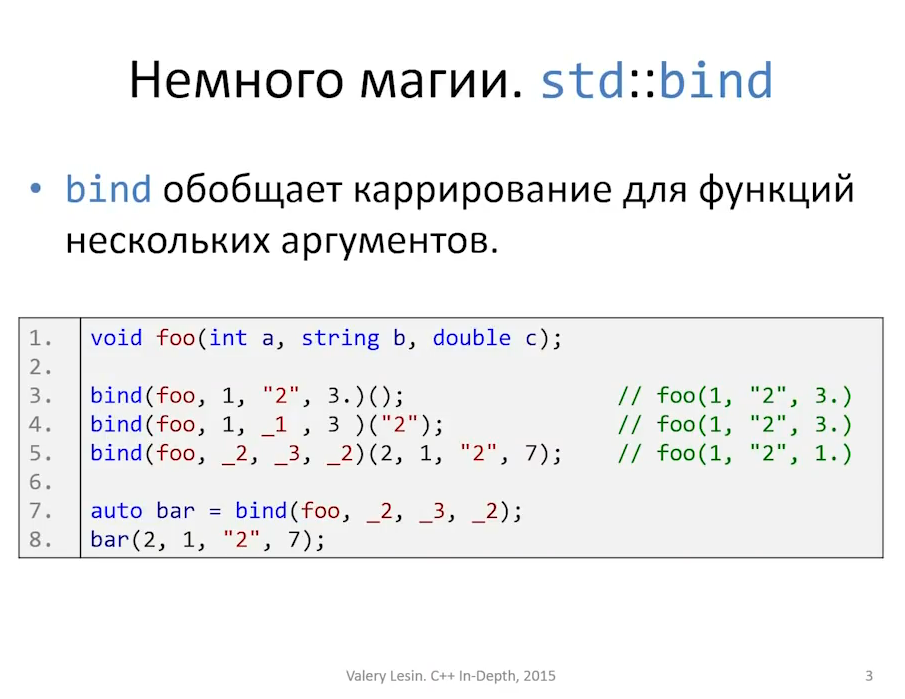 Немного магии. std::bind
• bind обобщает каррирование для функций
нескольких аргументов.
1. void foo(int a, string b, double c);
2.
3. bind(foo, 1, "2", 3.)(); // foo(1, "2", 3.)
4. bind(foo, 1, _1 , 3 )("2"); // foo(1, "2", 3.)
5. bind(foo, _2, _3, _2)(2, 1, "2", 7); // foo(1, "2", 1.)
6.
7. auto bar = bind(foo, _2, _3, _2);
8. bar(2, 1, "2", 7);
Valery Lesin. C++ In-Depth, 2015 3